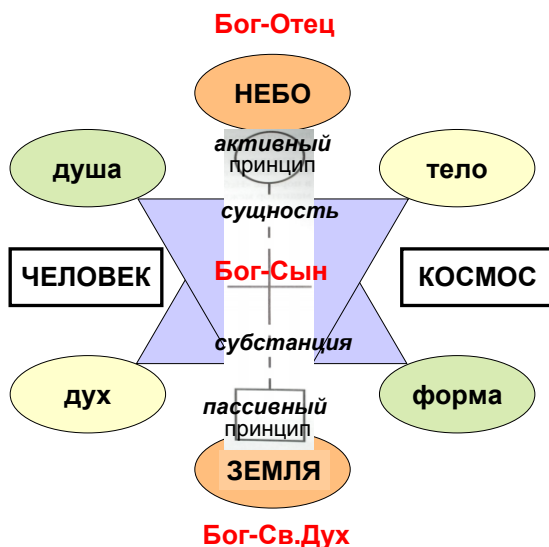 Бог-Отец
НЕБО
активный
принцип
душа
тело
сущность
ЧЕЛОВЕК
Бог-Сын
КОСМОС
субстанция
дух
форма
пассивный
принцип
ЗЕМЛЯ
Бог-Св.Дух